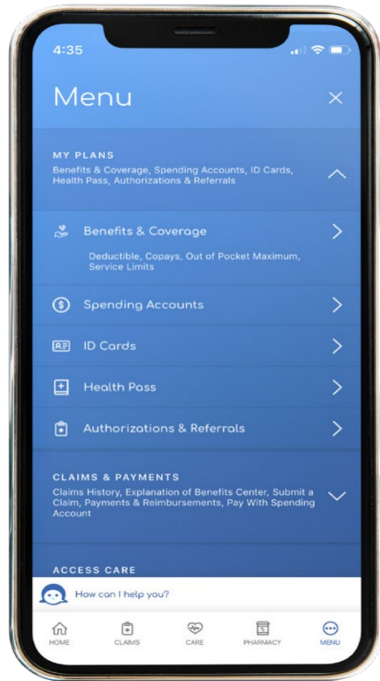 4:35
Menu
MY PLANS
Benefits & Coverage, Spending Accounts, ID Cards,
Health Pass, Authorizations & Referrals
Benefits & Coverage
Deductible, Copays, Out of Pocket Maximum,
Service Limits
Spending Accounts
ID Cards
Health Pass
Authorizations & Referrals
CLAIMS & PAYMENTS
Claims History, Explanation of Benefits Center, Submit a
Claim, Payments & Reimbursements, Pay With Spending
Account
ACCESS CARE
How can I help you?
HOME
CLAIMS
CARE
PHARMACY
MENU